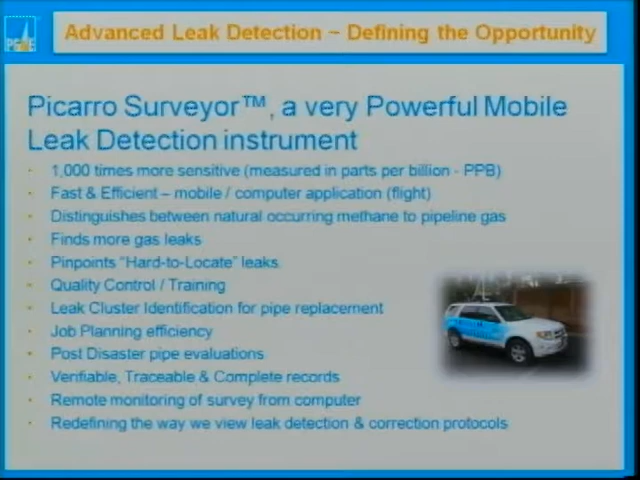 PG&E
Advanced Leak Detection – Defining the Opportunity
Picarro Surveyor™, a very Powerful Mobile
Leak Detection instrument
· 1,000 times more sensitive (measured in parts per billion - PPB)
· Fast & Efficient – mobile / computer application (flight)
· Distinguishes between natural occurring methane to pipeline gas
· Finds more gas leaks
· Pinpoints “Hard-to-Locate” leaks
· Quality Control / Training
· Leak Cluster Identification for pipe replacement
· Job Planning efficiency
· Post Disaster pipe evaluations
· Verifiable, Traceable & Complete records
· Remote monitoring of survey from computer
· Redefining the way we view leak detection & correction protocols